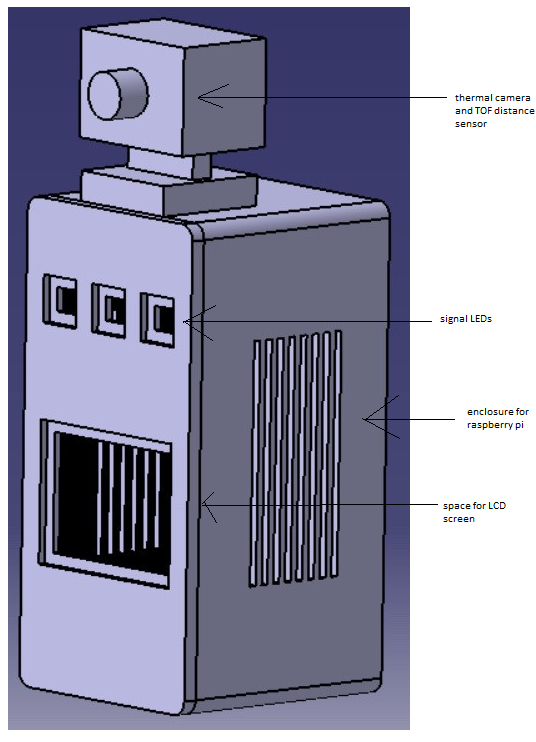 thermal camera
and TOF distance
sensor
signal LEDs
enclosure for
raspberry pi
space for LCD
screen